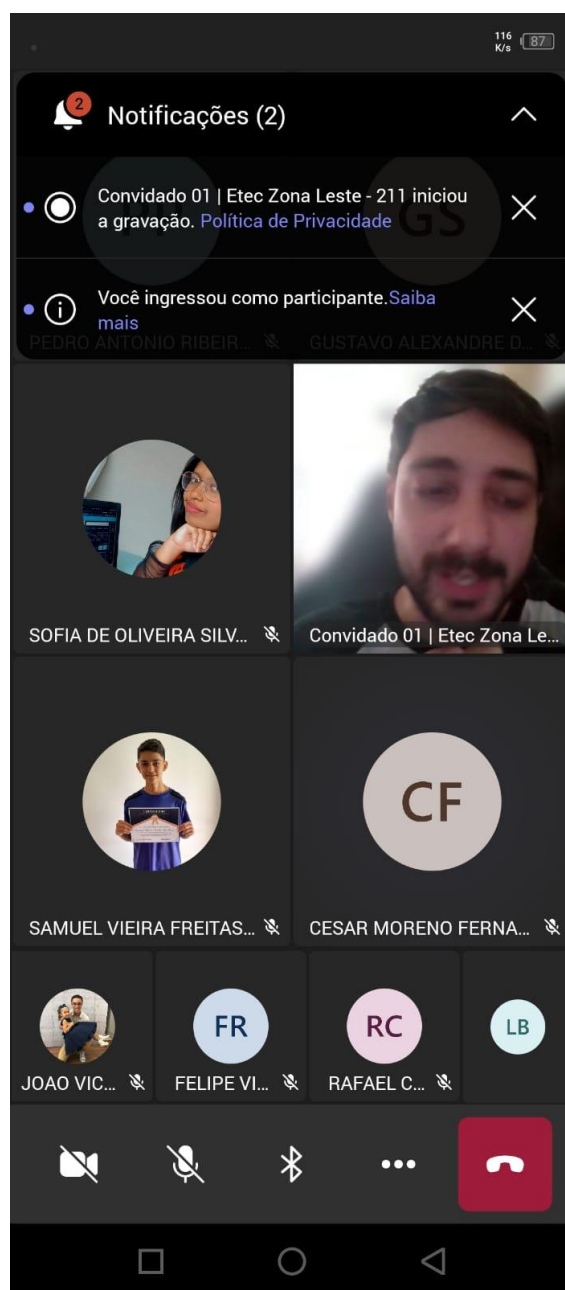 116
K/s
87
2
Notificações (2)
Convidado 01 | Etec Zona Leste - 211 iniciou
a gravação. Política de Privacidade
GS
Você ingressou como participante.Saiba
mais
PEDRO ANTONIO RIBEIR...
GUSTAVO ALEXANDRE D...
SOFIA DE OLIVEIRA SILV...
Convidado 01 | Etec Zona Le...
CF
SAMUEL VIEIRA FREITAS...
CESAR MORENO FERNA...
FR
RC
LB
JOAO VIC...
FELIPE VI...
RAFAEL C...